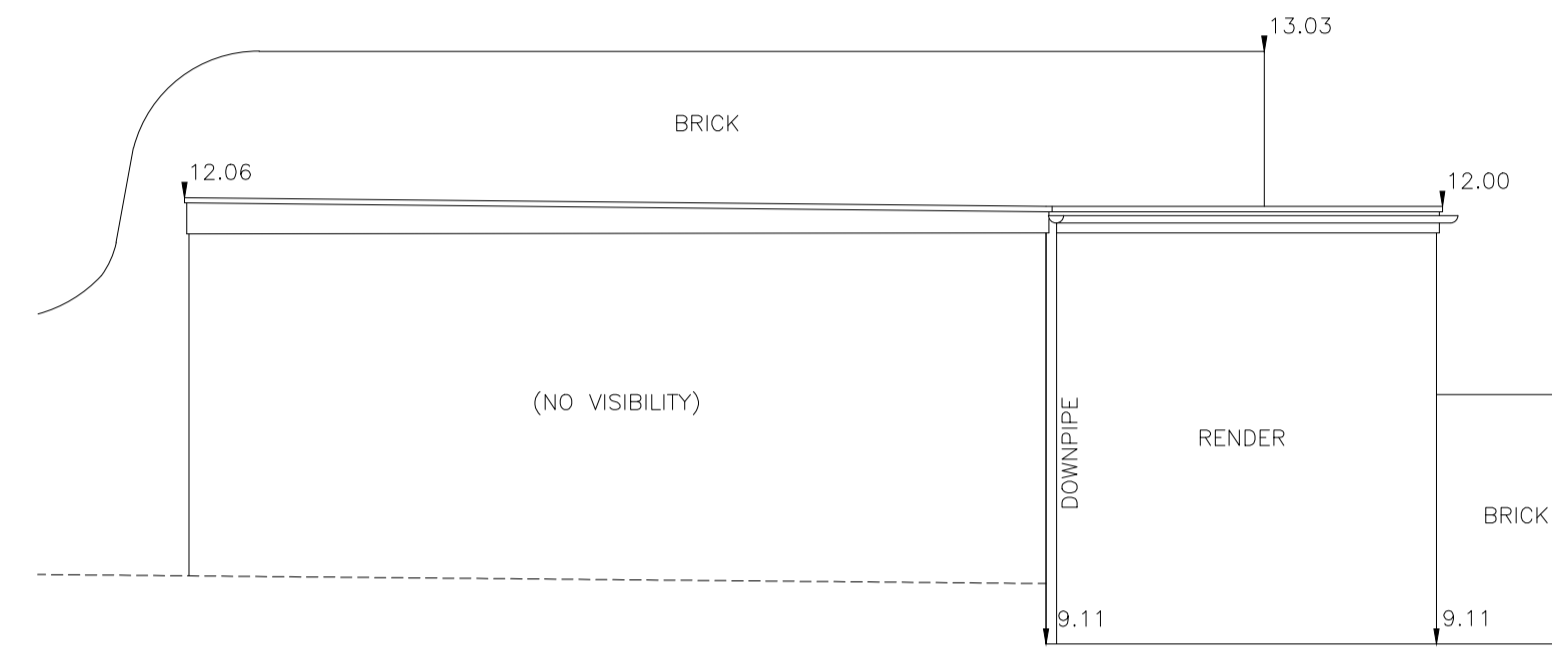 13.03
BRICK
12.06
12.00
(NO VISIBILITY)
DOWNPIPE
RENDER
BRICK
9.11
9.11